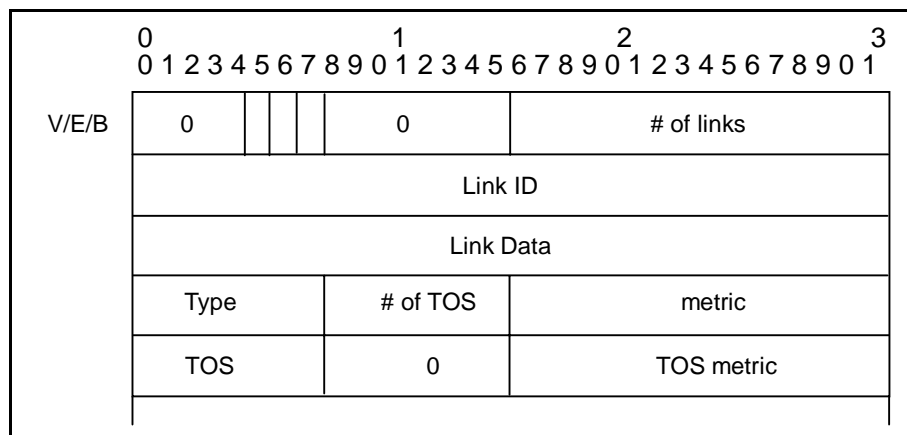 0 1 2 3
0 1 2 3 4 5 6 7 8 9 0 1 2 3 4 5 6 7 8 9 0 1 2 3 4 5 6 7 8 9 0 1
V/E/B 0 0 # of links
Link ID
Link Data
Type # of TOS metric
TOS 0 TOS metric